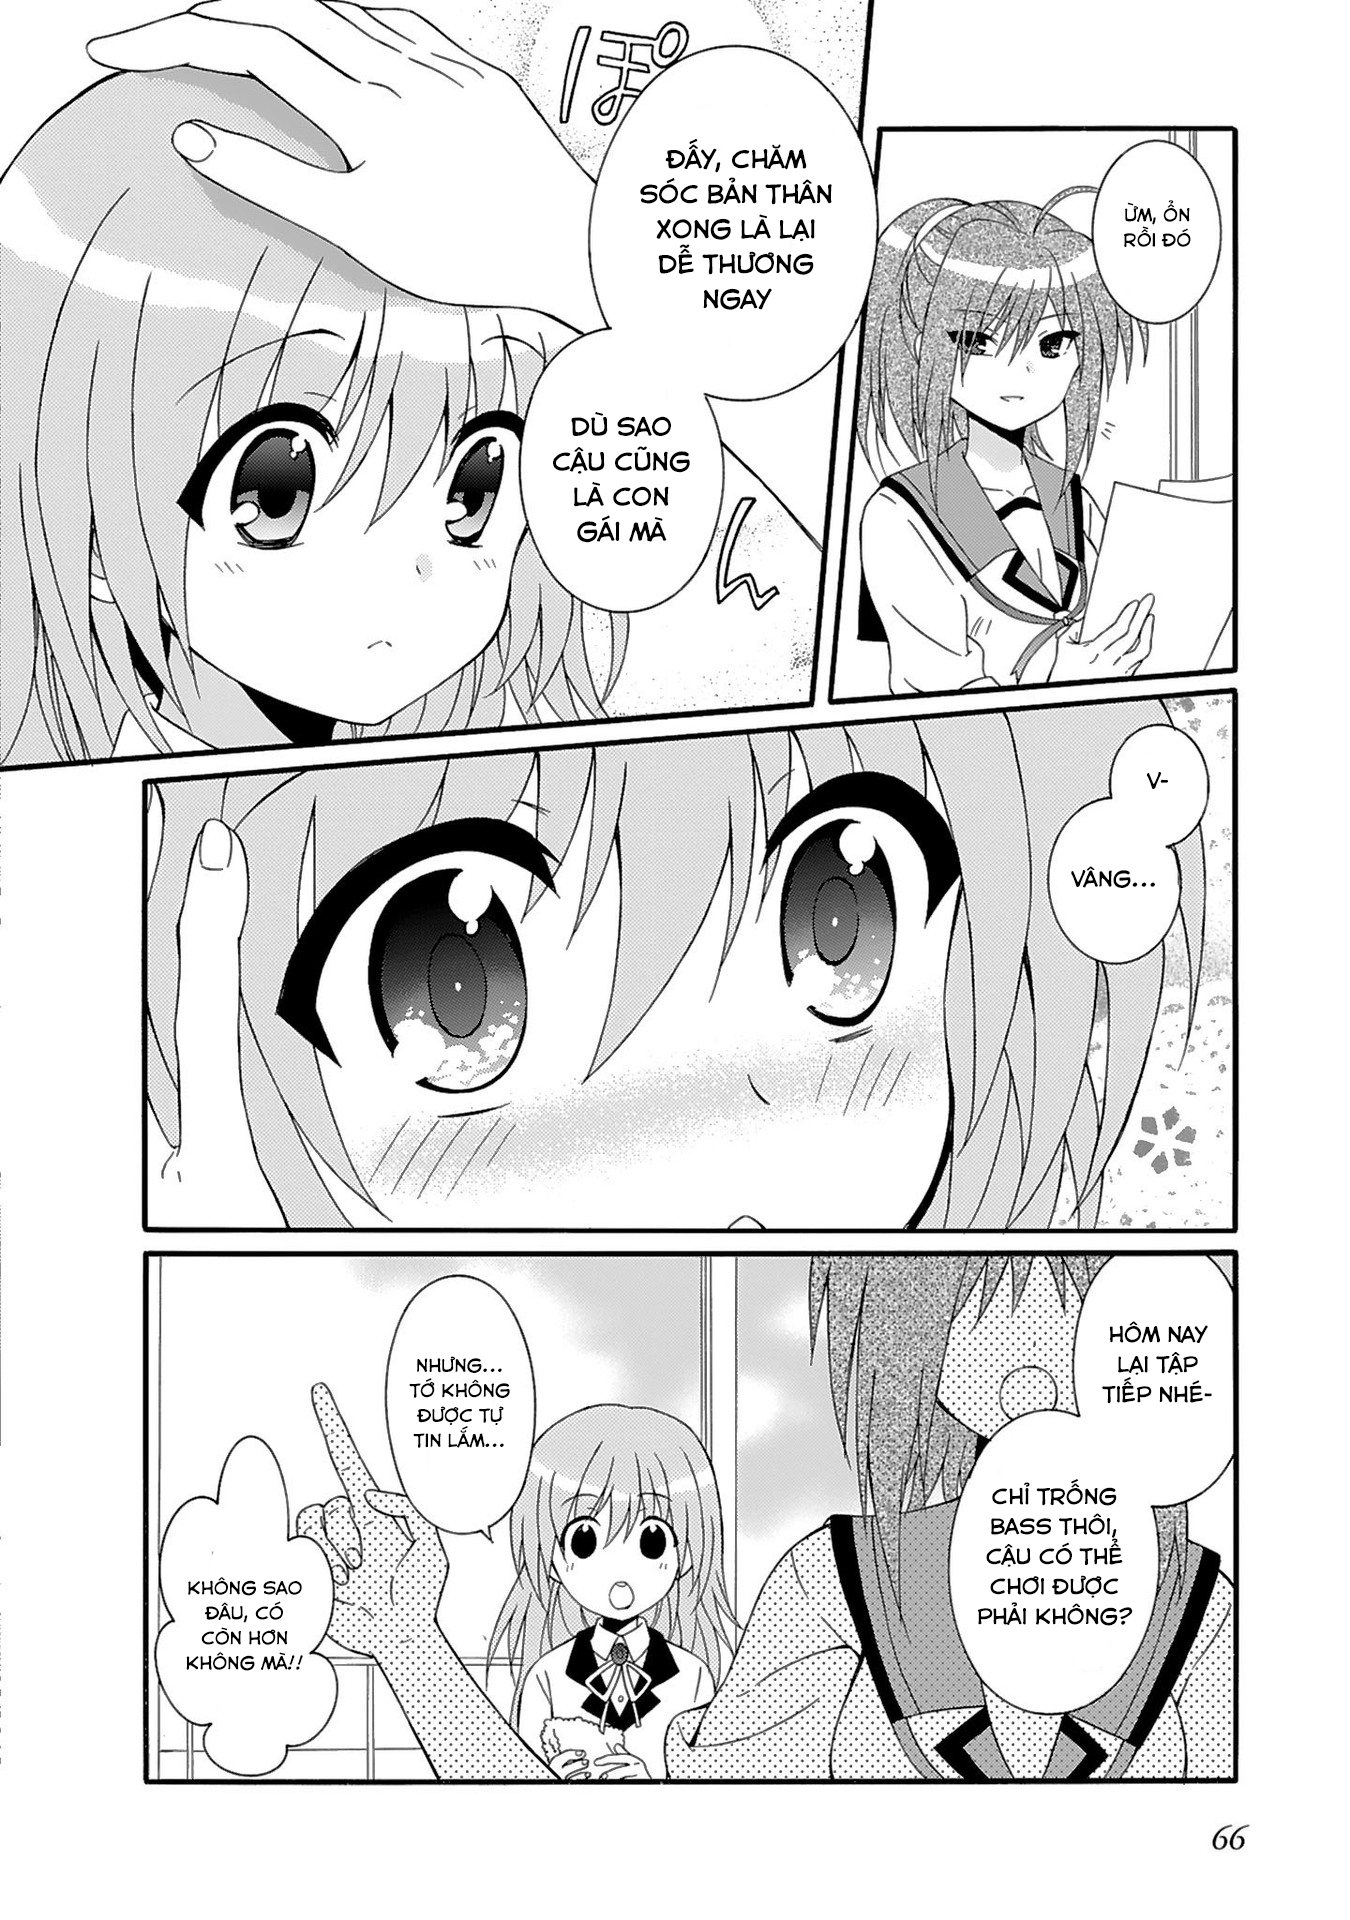 ỪM, ỔN
RỒI ĐÓ
ĐẤY, CHĂM
SÓC BẢN THÂN
XONG LÀ LẠI
DỄ THƯƠNG
NGAY
DÙ SAO
CẬU CŨNG
LÀ CON
GÁI MÀ
ぽ
ん
V-
VÂNG...
HÔM NAY
LẠI TẬP
TIẾP NHÉ-
CHỈ TRỐNG
BASS THÔI,
CẬU CÓ THỂ
CHƠI ĐƯỢC
PHẢI KHÔNG?
NHƯNG...
TỚ KHÔNG
ĐƯỢC TỰ
TIN LẮM...
KHÔNG SAO
ĐÂU, CÓ
CÒN HƠN
KHÔNG MÀ!!
66